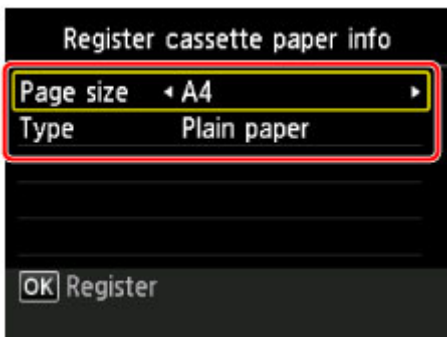 Register cassette paper info
Page size A4
Type Plain paper
OK Register